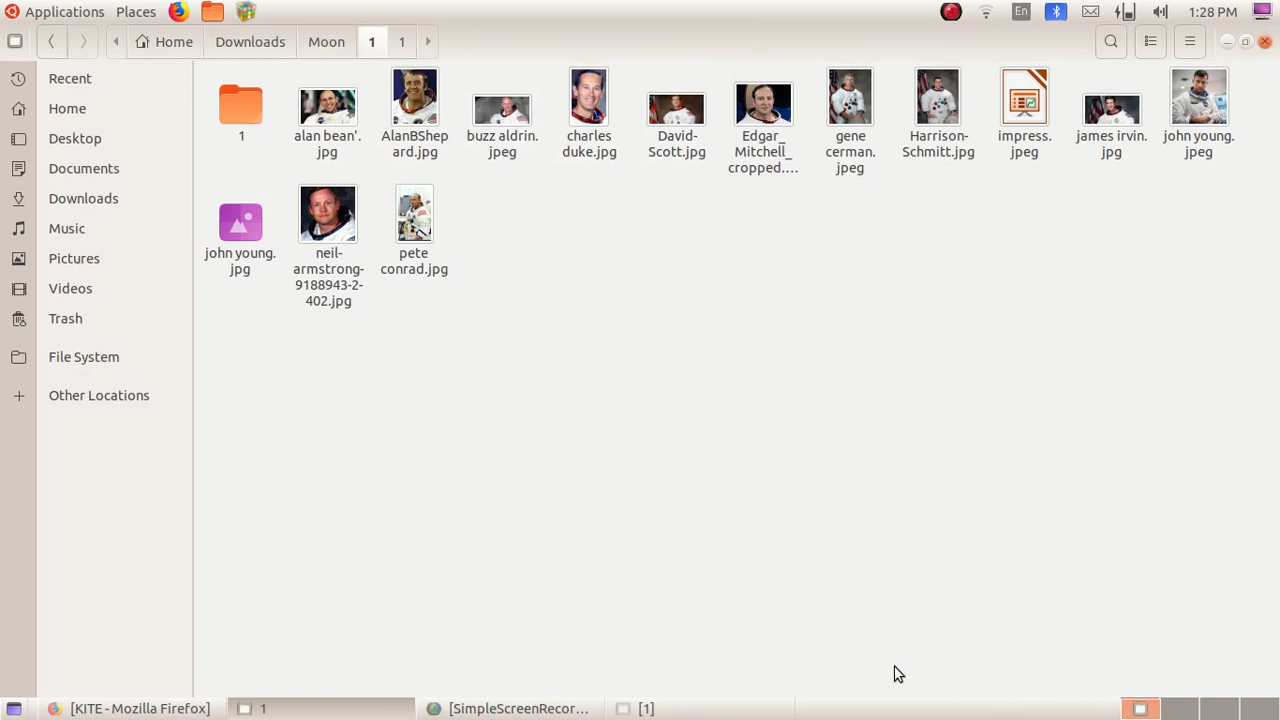 Applications Places En 1:28 PM
Home Downloads Moon 1 1
Recent
Home
Desktop
Documents
Downloads
Music
Pictures
Videos
Trash
File System
Other Locations
1
alan bean'.
jpg
AlanBShep
ard.jpg
buzz aldrin.
jpeg
charles
duke.jpg
David-
Scott.jpg
Edgar_
Mitchell_
cropped....
gene
cerman.
jpeg
Harrison-
Schmitt.jpg
impress.
jpeg
james irvin.
jpg
john young.
jpeg
john young.
jpg
neil-
armstrong-
9188943-2-
402.jpg
pete
conrad.jpg
[KITE - Mozilla Firefox] 1 [SimpleScreenRecor... [1]